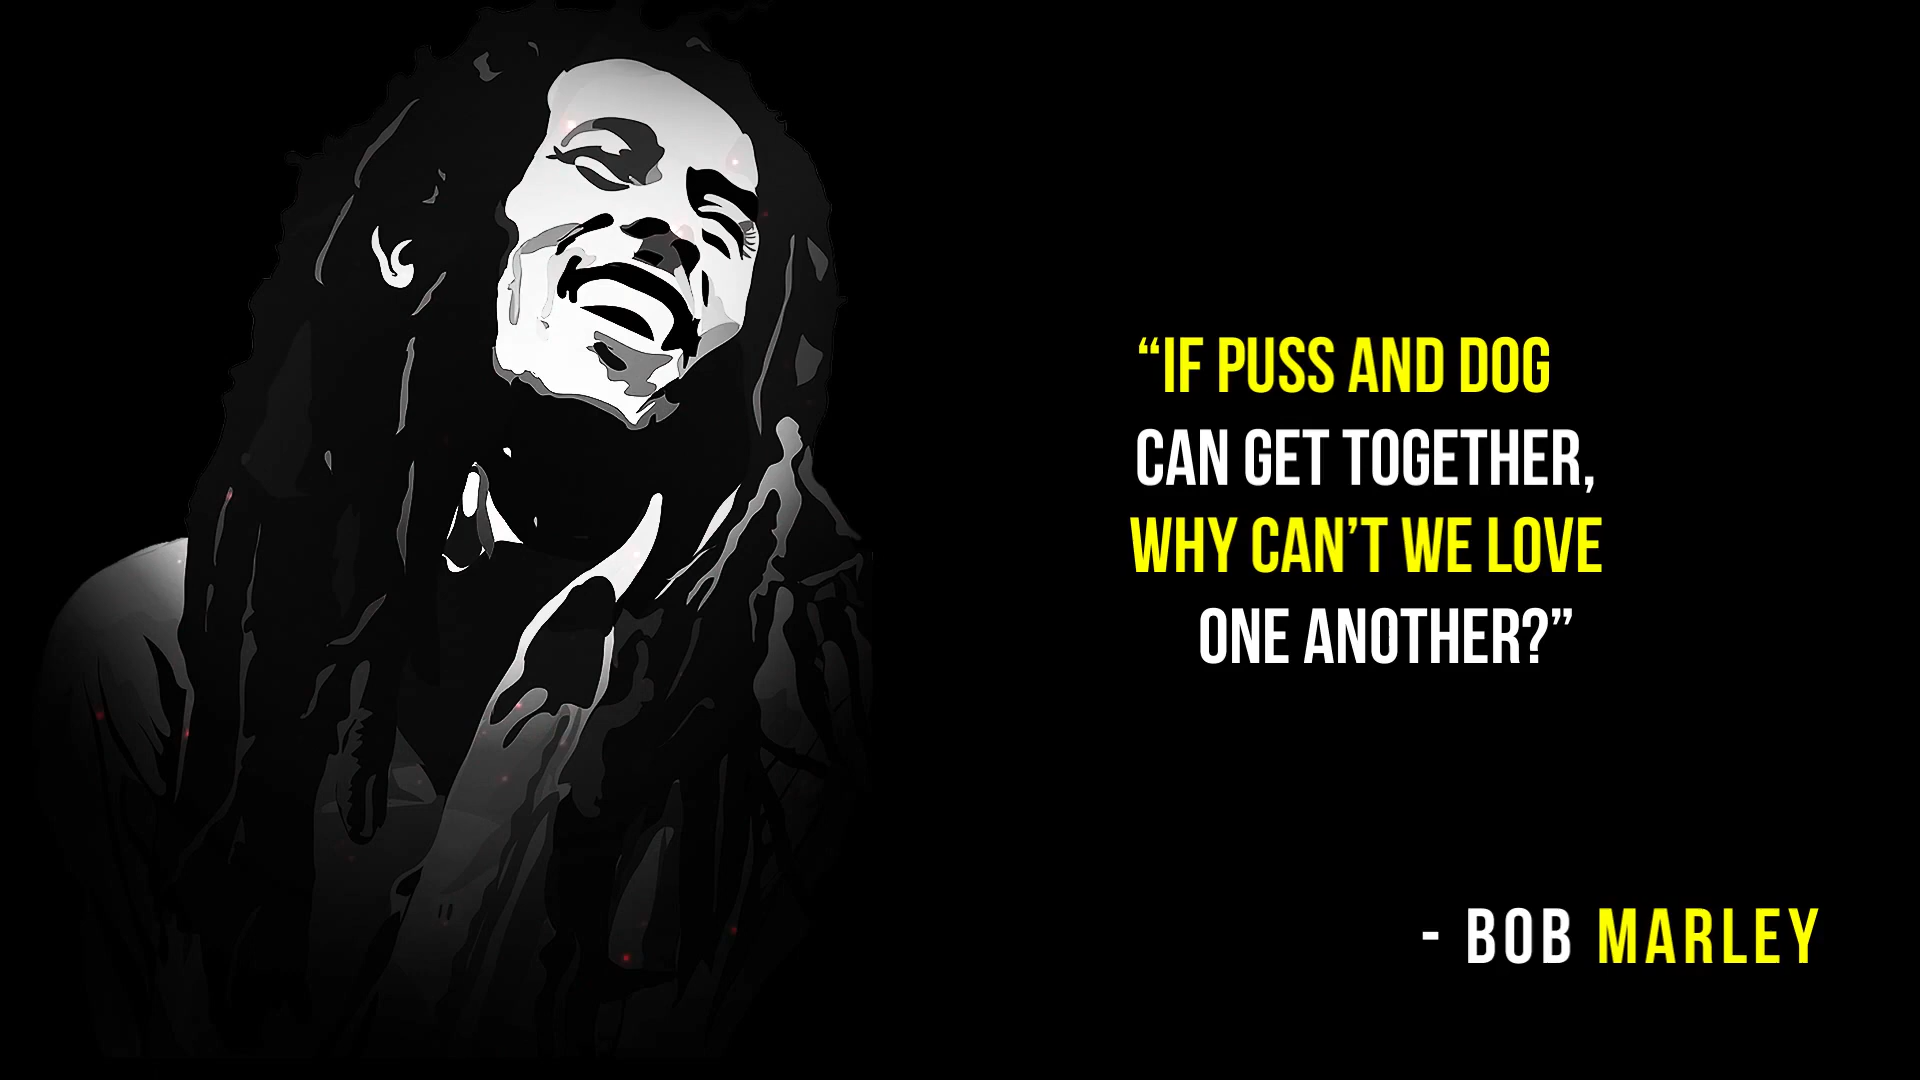 “IF PUSS AND DOG
CAN GET TOGETHER,
WHY CAN’T WE LOVE
ONE ANOTHER?”
- BOB MARLEY